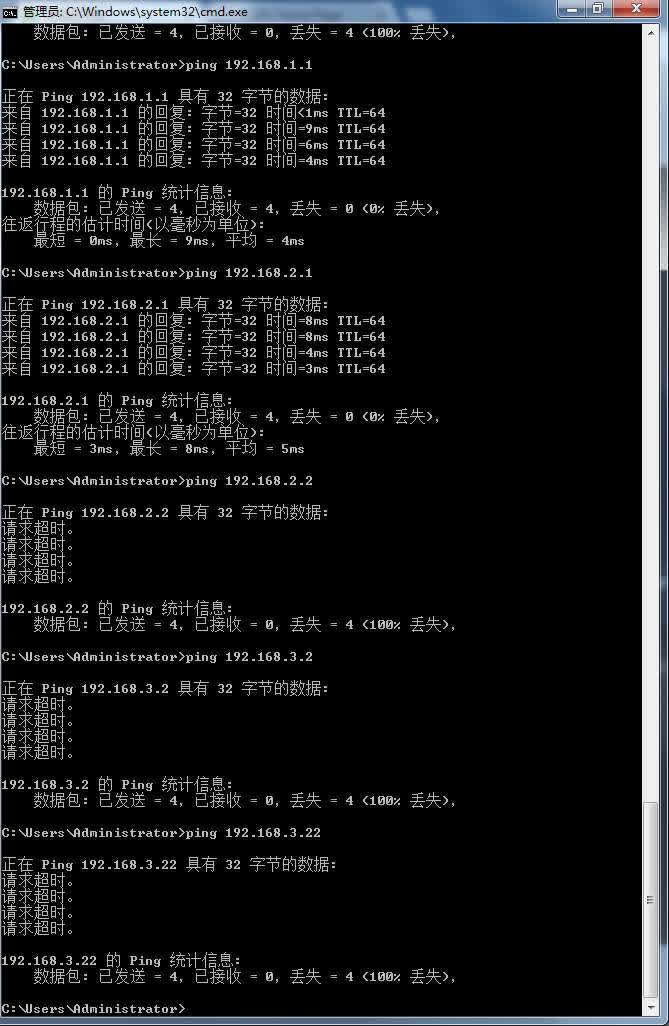 管理员: C:\Windows\system32\cmd.exe
数据包: 已发送 = 4, 已接收 = 0, 丢失 = 4 (100% 丢失),
C:\Users\Administrator>ping 192.168.1.1
正在 Ping 192.168.1.1 具有 32 字节的数据:
来自 192.168.1.1 的回复: 字节=32 时间<1ms TTL=64
来自 192.168.1.1 的回复: 字节=32 时间=9ms TTL=64
来自 192.168.1.1 的回复: 字节=32 时间=6ms TTL=64
来自 192.168.1.1 的回复: 字节=32 时间=4ms TTL=64
192.168.1.1 的 Ping 统计信息:
数据包: 已发送 = 4, 已接收 = 4, 丢失 = 0 (0% 丢失),
往返行程的估计时间(以毫秒为单位):
最短 = 0ms, 最长 = 9ms, 平均 = 4ms
C:\Users\Administrator>ping 192.168.2.1
正在 Ping 192.168.2.1 具有 32 字节的数据:
来自 192.168.2.1 的回复: 字节=32 时间=8ms TTL=64
来自 192.168.2.1 的回复: 字节=32 时间=8ms TTL=64
来自 192.168.2.1 的回复: 字节=32 时间=4ms TTL=64
来自 192.168.2.1 的回复: 字节=32 时间=3ms TTL=64
192.168.2.1 的 Ping 统计信息:
数据包: 已发送 = 4, 已接收 = 4, 丢失 = 0 (0% 丢失),
往返行程的估计时间(以毫秒为单位):
最短 = 3ms, 最长 = 8ms, 平均 = 5ms
C:\Users\Administrator>ping 192.168.2.2
正在 Ping 192.168.2.2 具有 32 字节的数据:
请求超时。
请求超时。
请求超时。
请求超时。
192.168.2.2 的 Ping 统计信息:
数据包: 已发送 = 4, 已接收 = 0, 丢失 = 4 (100% 丢失),
C:\Users\Administrator>ping 192.168.3.2
正在 Ping 192.168.3.2 具有 32 字节的数据:
请求超时。
请求超时。
请求超时。
请求超时。
192.168.3.2 的 Ping 统计信息:
数据包: 已发送 = 4, 已接收 = 0, 丢失 = 4 (100% 丢失),
C:\Users\Administrator>ping 192.168.3.22
正在 Ping 192.168.3.22 具有 32 字节的数据:
请求超时。
请求超时。
请求超时。
请求超时。
192.168.3.22 的 Ping 统计信息:
数据包: 已发送 = 4, 已接收 = 0, 丢失 = 4 (100% 丢失),
C:\Users\Administrator>